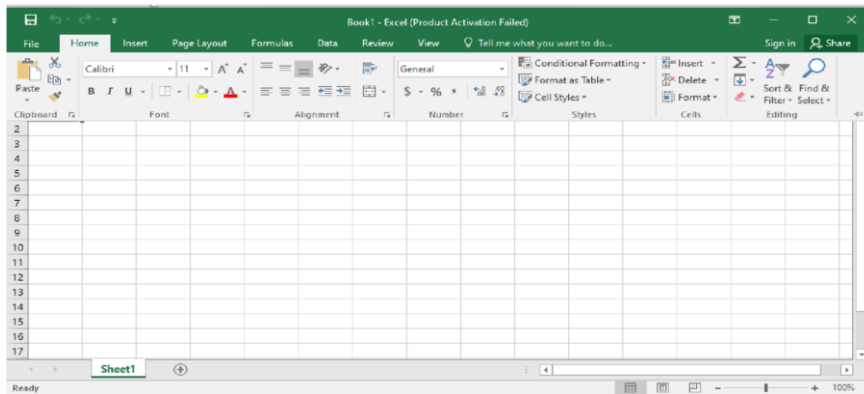 Book1 - Excel (Product Activation Failed)
File Home Insert Page Layout Formulas Data Review View Tell me what you want to do... Sign in Share
Calibri 11 A A General Conditional Formatting Insert Σ A Z
Paste B I U A $ % , Format as Table Delete Sort & Find &
Cell Styles Format Filter Select
Clipboard Font Alignment Number Styles Cells Editing
2
3
4
5
6
7
8
9
10
11
12
13
14
15
16
17
Sheet1
Ready 100%